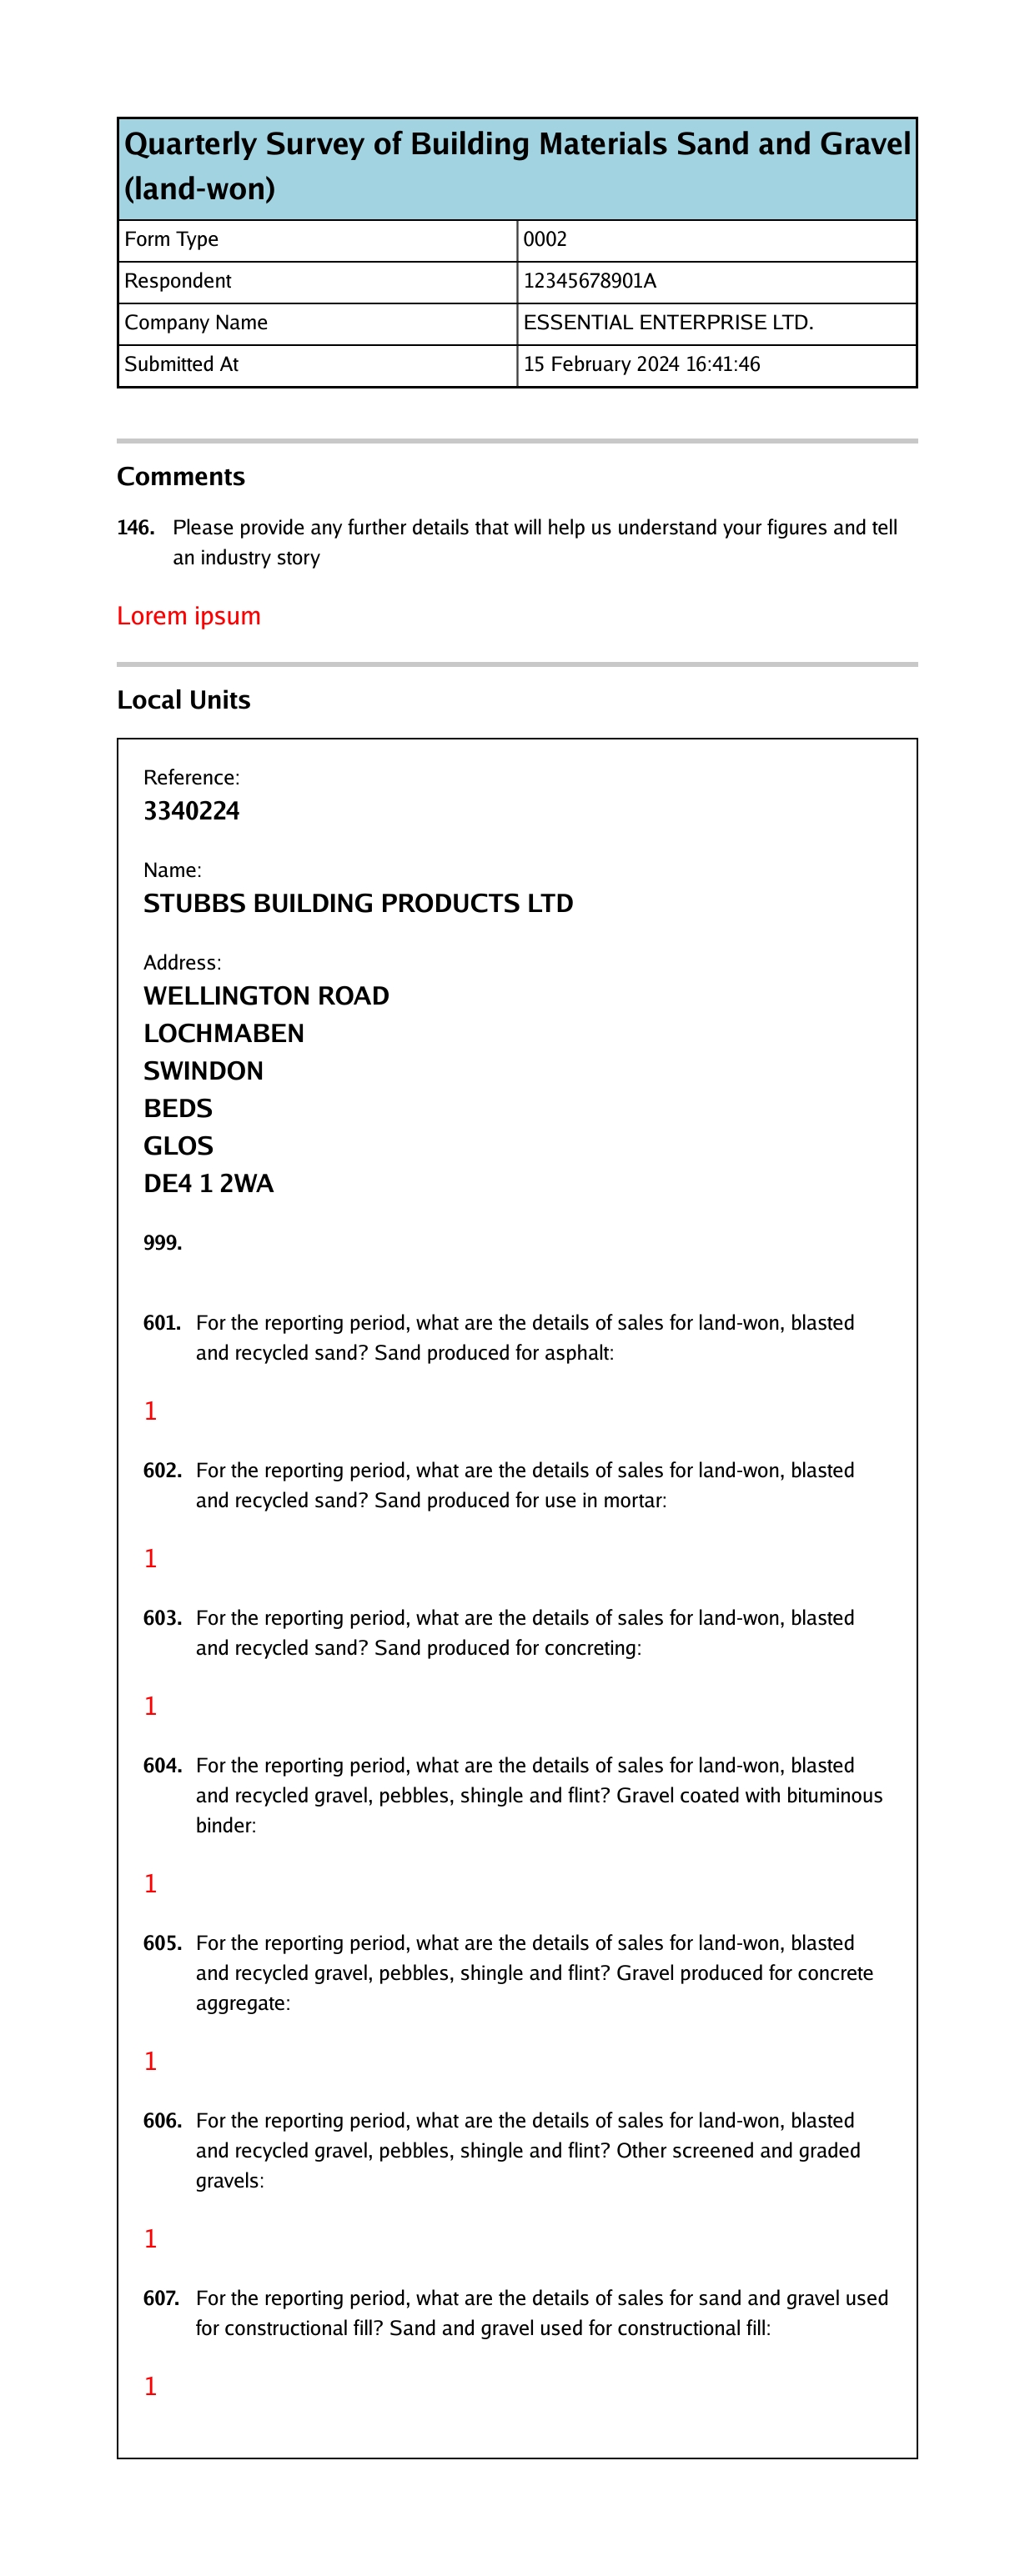 Quarterly Survey of Building Materials Sand and Gravel
(land-won)
Form Type 0002
Respondent 12345678901A
Company Name ESSENTIAL ENTERPRISE LTD.
Submitted At 15 February 2024 16:41:46
Comments
146. Please provide any further details that will help us understand your figures and tell
an industry story
Lorem ipsum
Local Units
Reference:
3340224
Name:
STUBBS BUILDING PRODUCTS LTD
Address:
WELLINGTON ROAD
LOCHMABEN
SWINDON
BEDS
GLOS
DE4 1 2WA
999.
601. For the reporting period, what are the details of sales for land-won, blasted
and recycled sand? Sand produced for asphalt:
1
602. For the reporting period, what are the details of sales for land-won, blasted
and recycled sand? Sand produced for use in mortar:
1
603. For the reporting period, what are the details of sales for land-won, blasted
and recycled sand? Sand produced for concreting:
1
604. For the reporting period, what are the details of sales for land-won, blasted
and recycled gravel, pebbles, shingle and flint? Gravel coated with bituminous
binder:
1
605. For the reporting period, what are the details of sales for land-won, blasted
and recycled gravel, pebbles, shingle and flint? Gravel produced for concrete
aggregate:
1
606. For the reporting period, what are the details of sales for land-won, blasted
and recycled gravel, pebbles, shingle and flint? Other screened and graded
gravels:
1
607. For the reporting period, what are the details of sales for sand and gravel used
for constructional fill? Sand and gravel used for constructional fill:
1